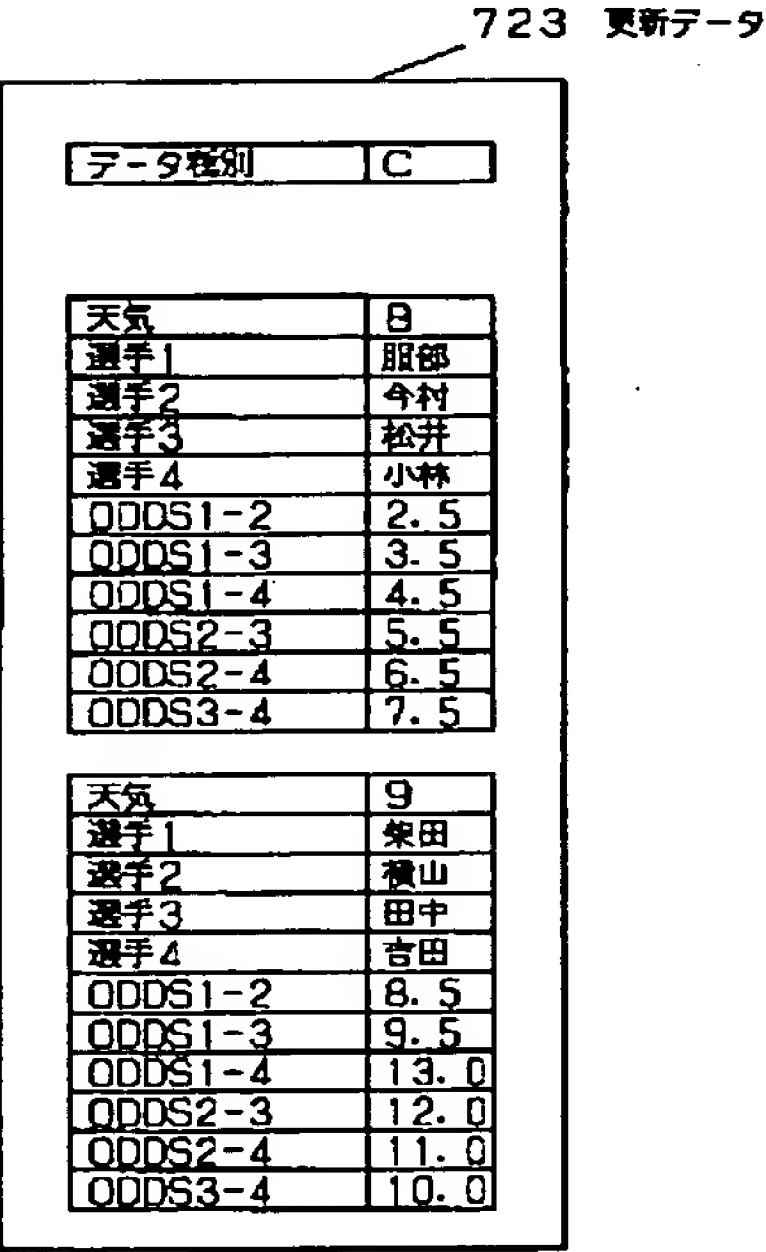 723 更新データ
データ種別 C
天気 8
選手1 服部
選手2 今村
選手3 松井
選手4 小林
ODDS1-2 2.5
ODDS1-3 3.5
ODDS1-4 4.5
ODDS2-3 5.5
ODDS2-4 6.5
ODDS3-4 7.5
天気 9
選手1 柴田
選手2 横山
選手3 田中
選手4 吉田
ODDS1-2 8.5
ODDS1-3 9.5
ODDS1-4 13.0
ODDS2-3 12.0
ODDS2-4 11.0
ODDS3-4 10.0